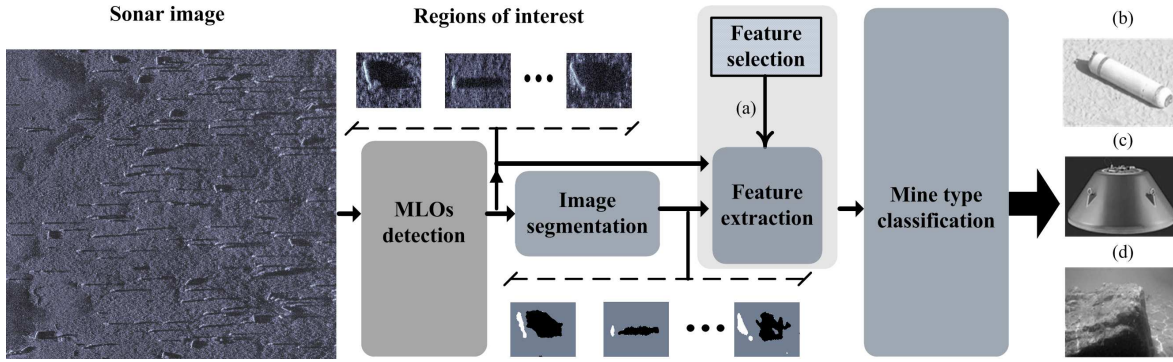 Sonar image
Regions of interest
(b)
Feature
selection
(a)
(c)
MLOs
detection
Image
segmentation
Feature
extraction
Mine type
classification
(d)